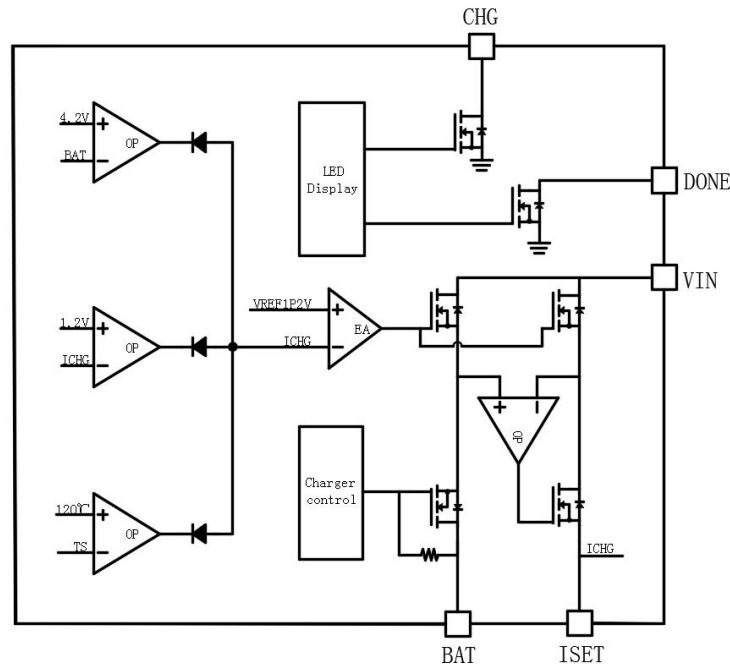 CHG
4.2V
+
OP
BAT
-
LED
Display
DONE
VIN
VREF1P2V
+
EA
ICHG
-
1.2V
+
OP
ICHG
-
+
-
OP
Charger
control
120℃
+
OP
TS
-
ICHG
BAT
ISET